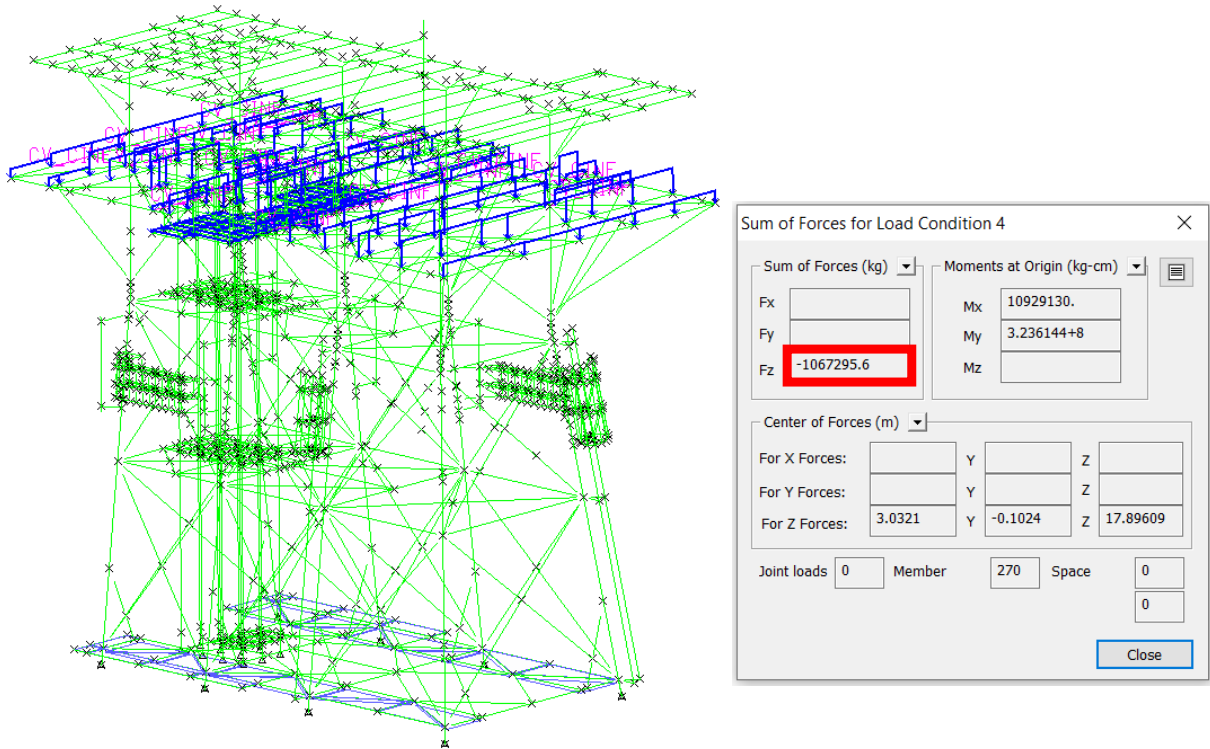 Sum of Forces for Load Condition 4
Sum of Forces (kg)
Moments at Origin (kg-cm)
Fx
Mx 10929130.
Fy
My 3.236144+8
Fz -1067295.6
Mz
Center of Forces (m)
For X Forces: Y Z
For Y Forces: Y Z
For Z Forces: 3.0321 Y -0.1024 Z 17.89609
Joint loads 0 Member 270 Space 0
0
Close